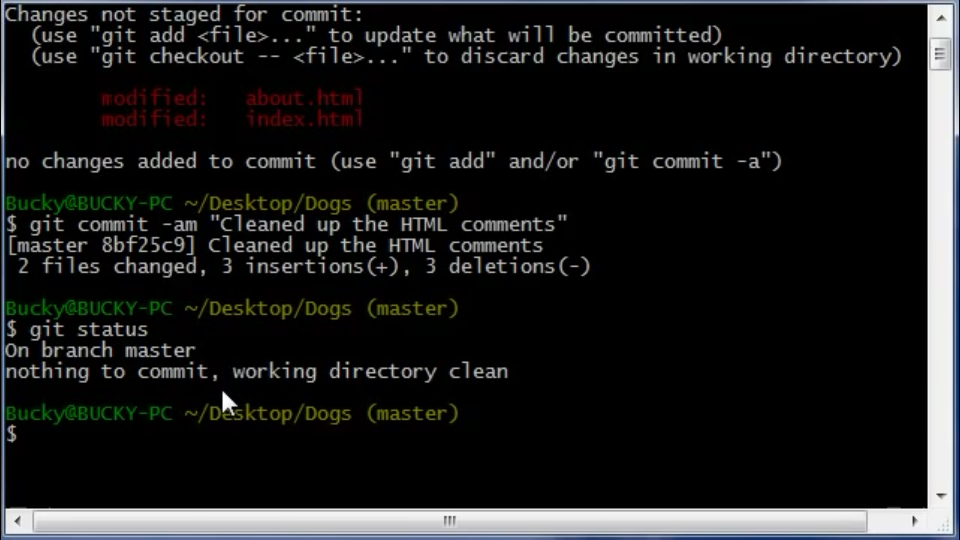 Changes not staged for commit:
(use "git add <file>..." to update what will be committed)
(use "git checkout -- <file>..." to discard changes in working directory)
modified: about.html
modified: index.html
no changes added to commit (use "git add" and/or "git commit -a")
Bucky@BUCKY-PC ~/Desktop/Dogs (master)
$ git commit -am "Cleaned up the HTML comments"
[master 8bf25c9] Cleaned up the HTML comments
2 files changed, 3 insertions(+), 3 deletions(-)
Bucky@BUCKY-PC ~/Desktop/Dogs (master)
$ git status
On branch master
nothing to commit, working directory clean
Bucky@BUCKY-PC ~/Desktop/Dogs (master)
$